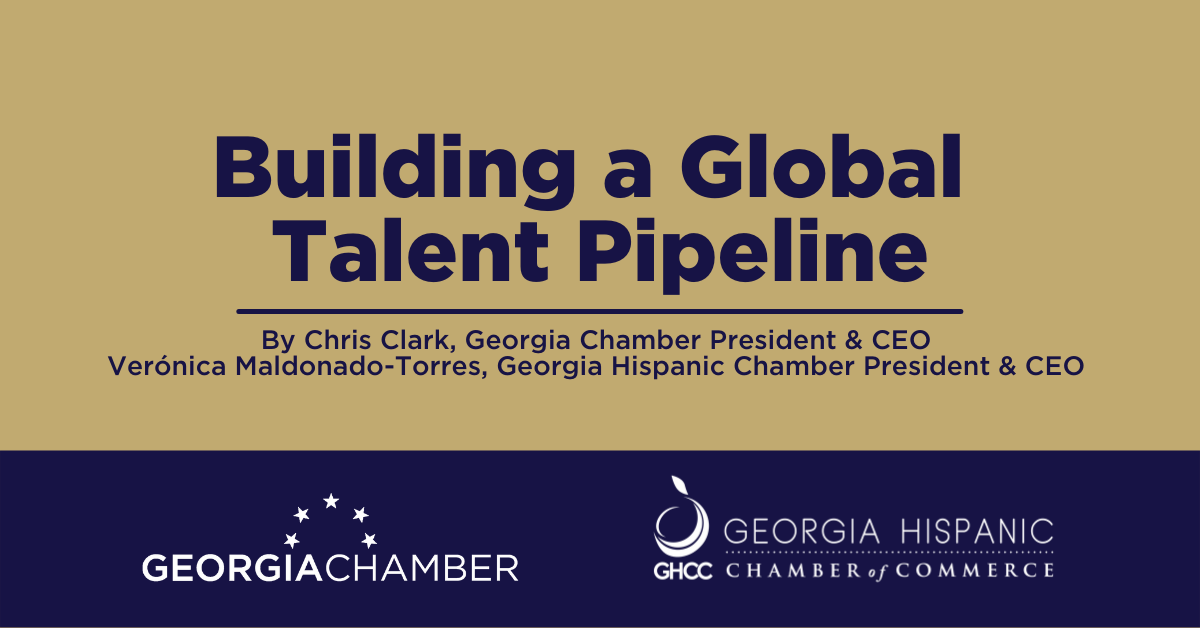 Building a Global
Talent Pipeline
By Chris Clark, Georgia Chamber President & CEO
Verónica Maldonado-Torres, Georgia Hispanic Chamber President & CEO
GEORGIACHAMBER
GEORGIA HISPANIC
GHCC CHAMBER of COMMERCE